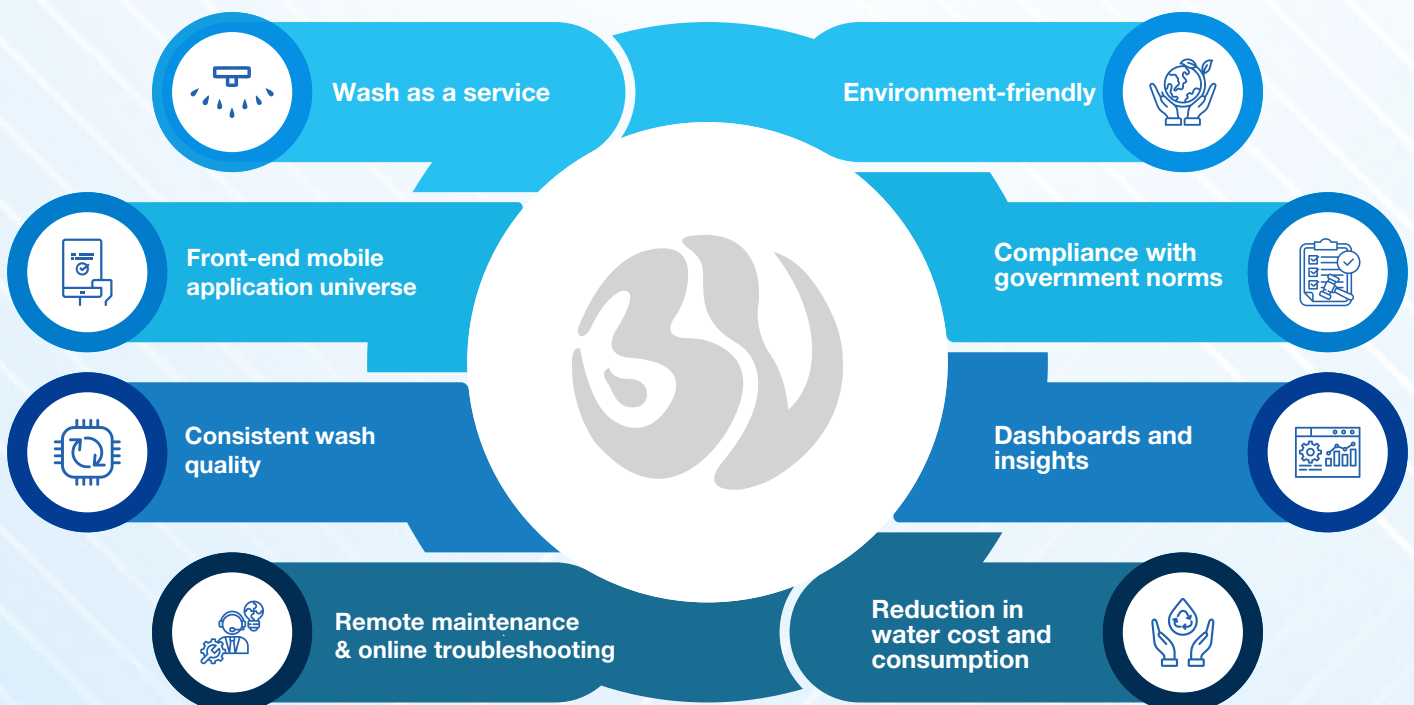 Wash as a service
Environment-friendly
Front-end mobile
application universe
Compliance with
government norms
Consistent wash
quality
Dashboards and
insights
Remote maintenance
& online troubleshooting
Reduction in
water cost and
consumption